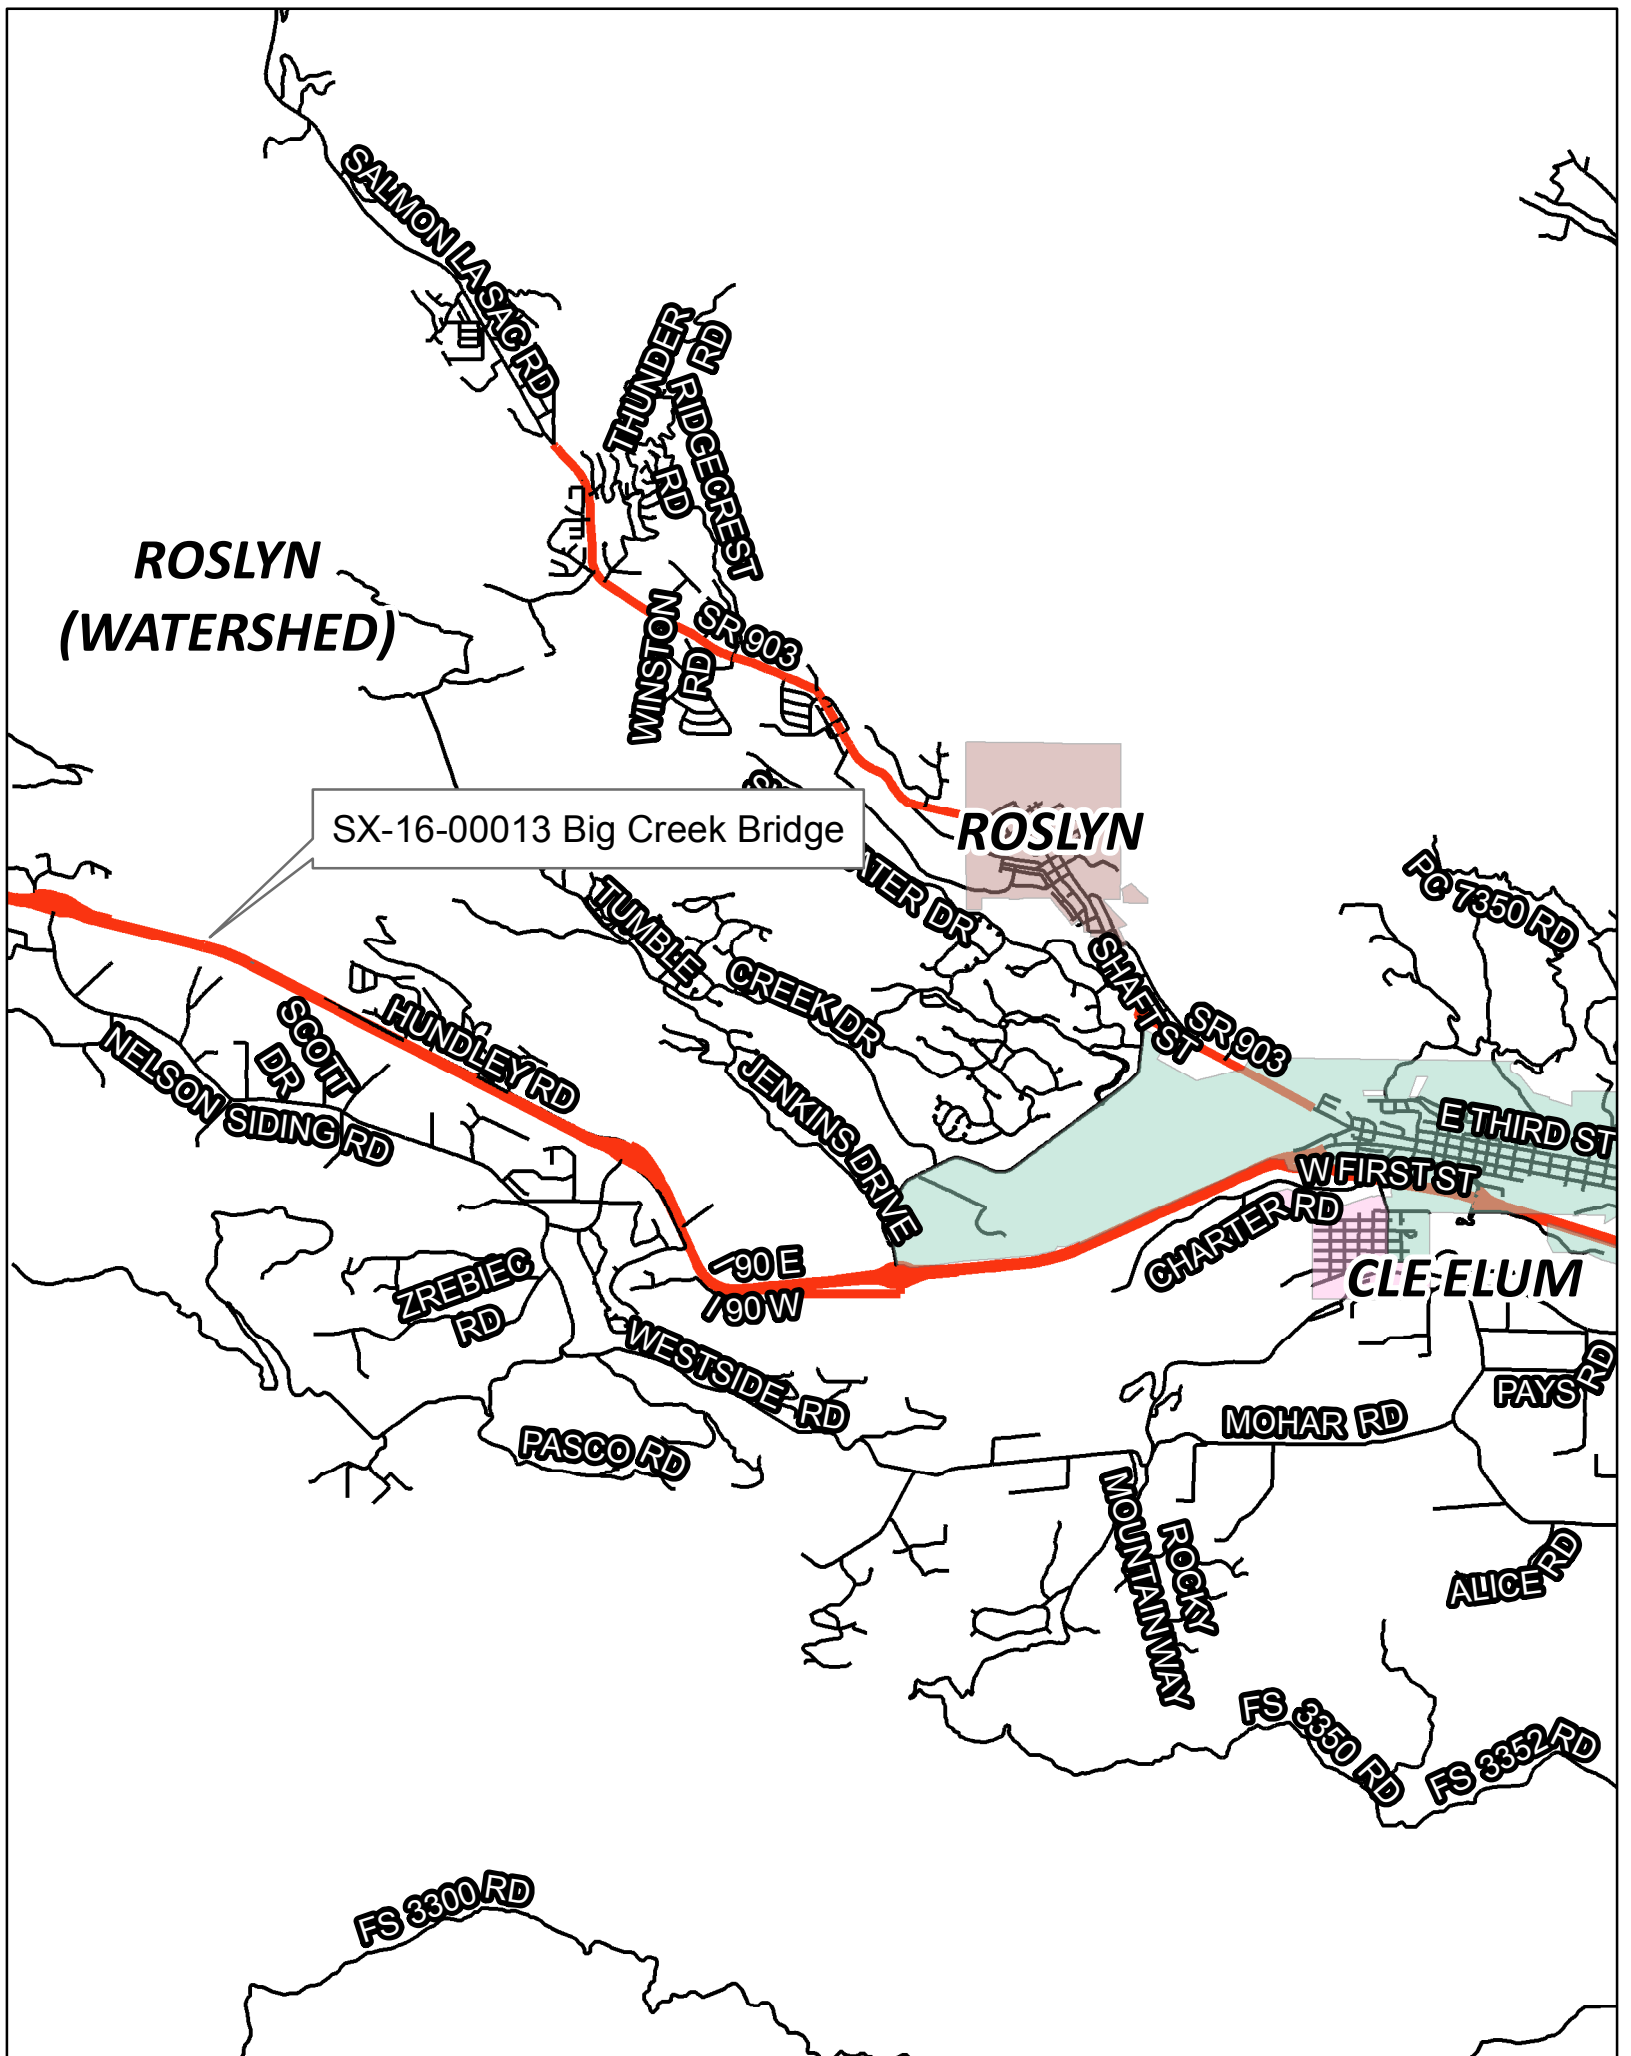 SALMON LA SAC RD
THUNDER
RD
RIDGECREST
RD
ROSLYN
(WATERSHED)
WINSTON
RD
SR 903
SX-16-00013 Big Creek Bridge
ROSLYN
DR
PC 7350 RD
TUMBLE
CREEK DR
SHAFT ST
SR 903
HUNDLEY RD
SCOTT
DR
NELSON SIDING RD
JENKINS DRIVE
E THIRD ST
W FIRST ST
CHARTER RD
CLE ELUM
90 E
90 W
ZREBIEC
RD
WESTSIDE RD
PASCO RD
MOHAR RD
PAYS RD
MOUNTAIN WAY
ROCKY
ALICE RD
FS 3350 RD
FS 3352 RD
FS 3300 RD